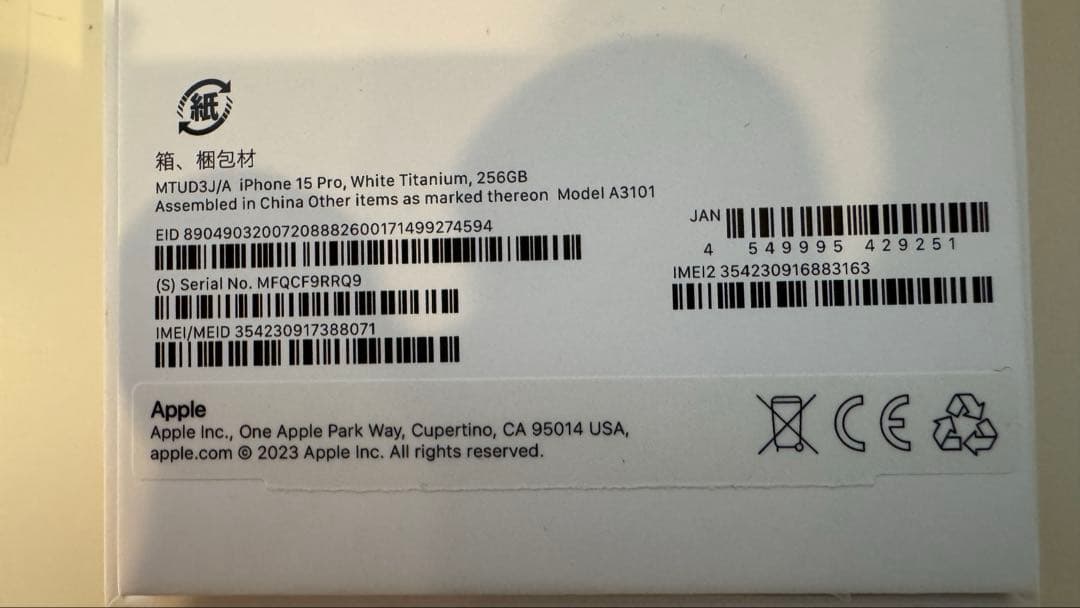 紙
箱、梱包材
MTUD3J/A iPhone 15 Pro, White Titanium, 256GB
Assembled in China Other items as marked thereon Model A3101
EID 89049032007208882600171499274594
(S) Serial No. MFQCF9RRQ9
IMEI/MEID 354230917388071
JAN
4 549995 429251
IMEI2 354230916883163
Apple
Apple Inc., One Apple Park Way, Cupertino, CA 95014 USA,
apple.com © 2023 Apple Inc. All rights reserved.
CE